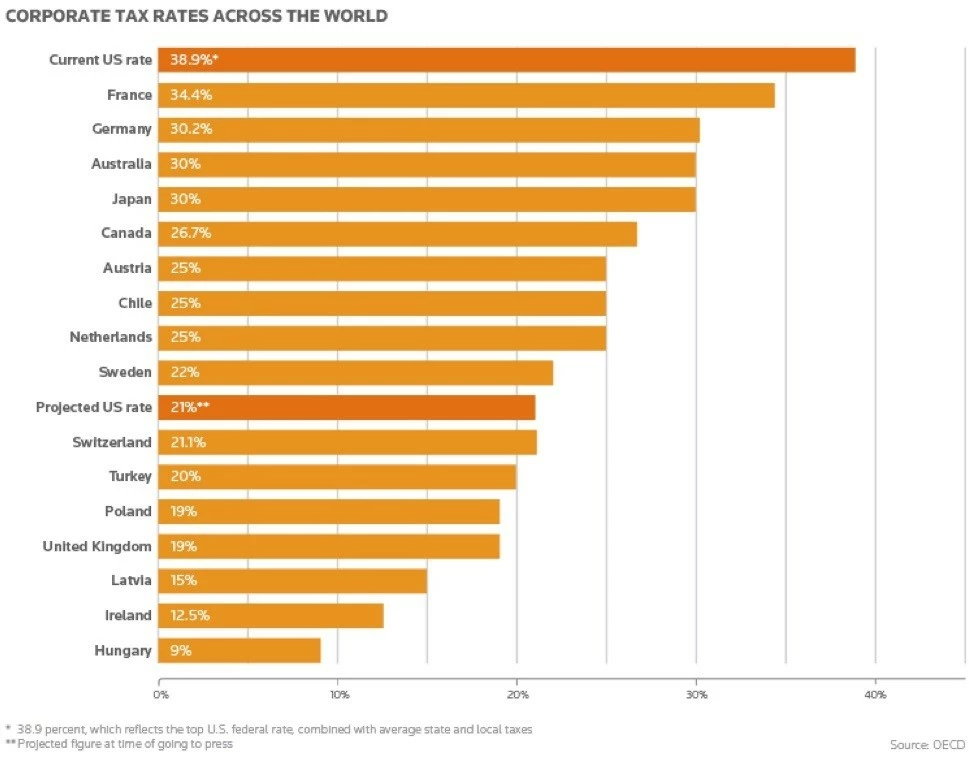 CORPORATE TAX RATES ACROSS THE WORLD
Current US rate 38.9%*
France 34.4%
Germany 30.2%
Australia 30%
Japan 30%
Canada 26.7%
Austria 25%
Chile 25%
Netherlands 25%
Sweden 22%
Projected US rate 21%**
Switzerland 21.1%
Turkey 20%
Poland 19%
United Kingdom 19%
Latvia 15%
Ireland 12.5%
Hungary 9%
0% 10% 20% 30% 40%
* 38.9 percent, which reflects the top U.S. federal rate, combined with average state and local taxes
** Projected figure at time of going to press
Source: OECD